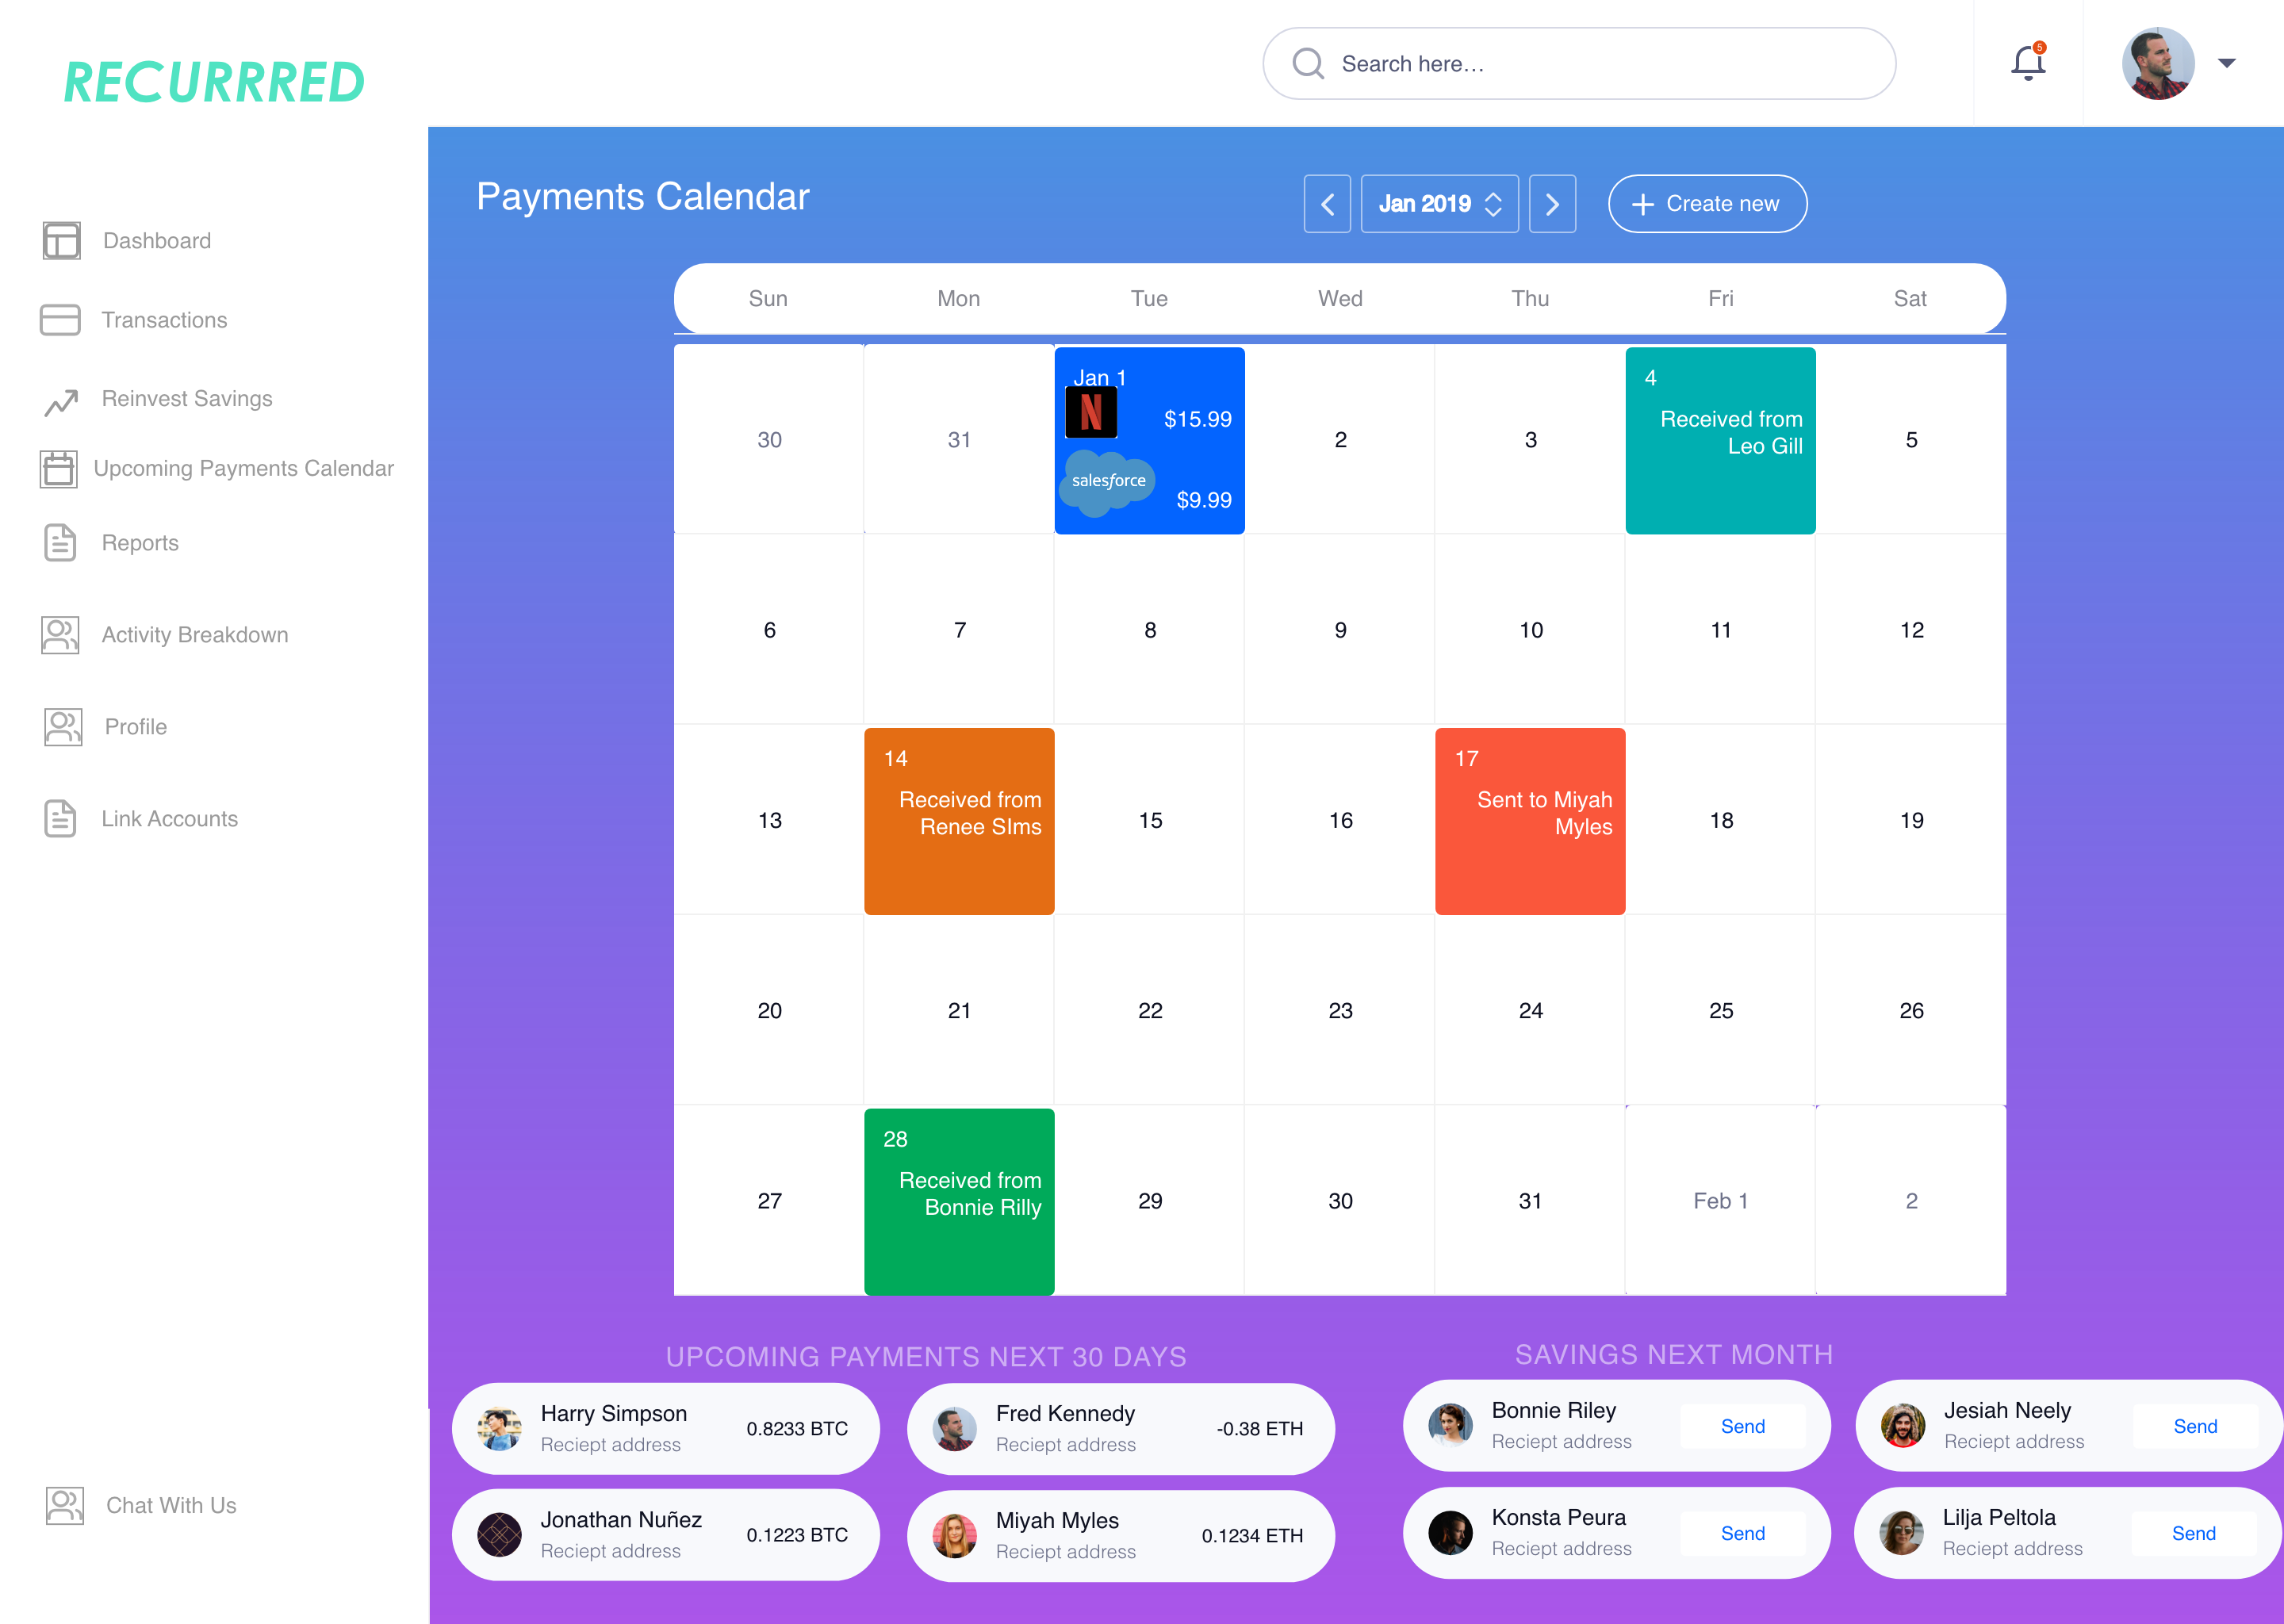 RECURRRED
Search here...
5
Dashboard
Transactions
Reinvest Savings
Upcoming Payments Calendar
Reports
Activity Breakdown
Profile
Link Accounts
Chat With Us
Payments Calendar
Jan 2019
Create new
Sun Mon Tue Wed Thu Fri Sat
30
31
Jan 1
N
$15.99
salesforce
$9.99
2
3
4
Received from
Leo Gill
5
6 7 8 9 10 11 12
13
14
Received from
Renee SIms
15
16
17
Sent to Miyah
Myles
18
19
20 21 22 23 24 25 26
27
28
Received from
Bonnie Rilly
29
30
31
Feb 1
2
UPCOMING PAYMENTS NEXT 30 DAYS
Harry Simpson
Reciept address
0.8233 BTC
Fred Kennedy
Reciept address
-0.38 ETH
Jonathan Nuñez
Reciept address
0.1223 BTC
Miyah Myles
Reciept address
0.1234 ETH
SAVINGS NEXT MONTH
Bonnie Riley
Reciept address
Send
Jesiah Neely
Reciept address
Send
Konsta Peura
Reciept address
Send
Lilja Peltola
Reciept address
Send